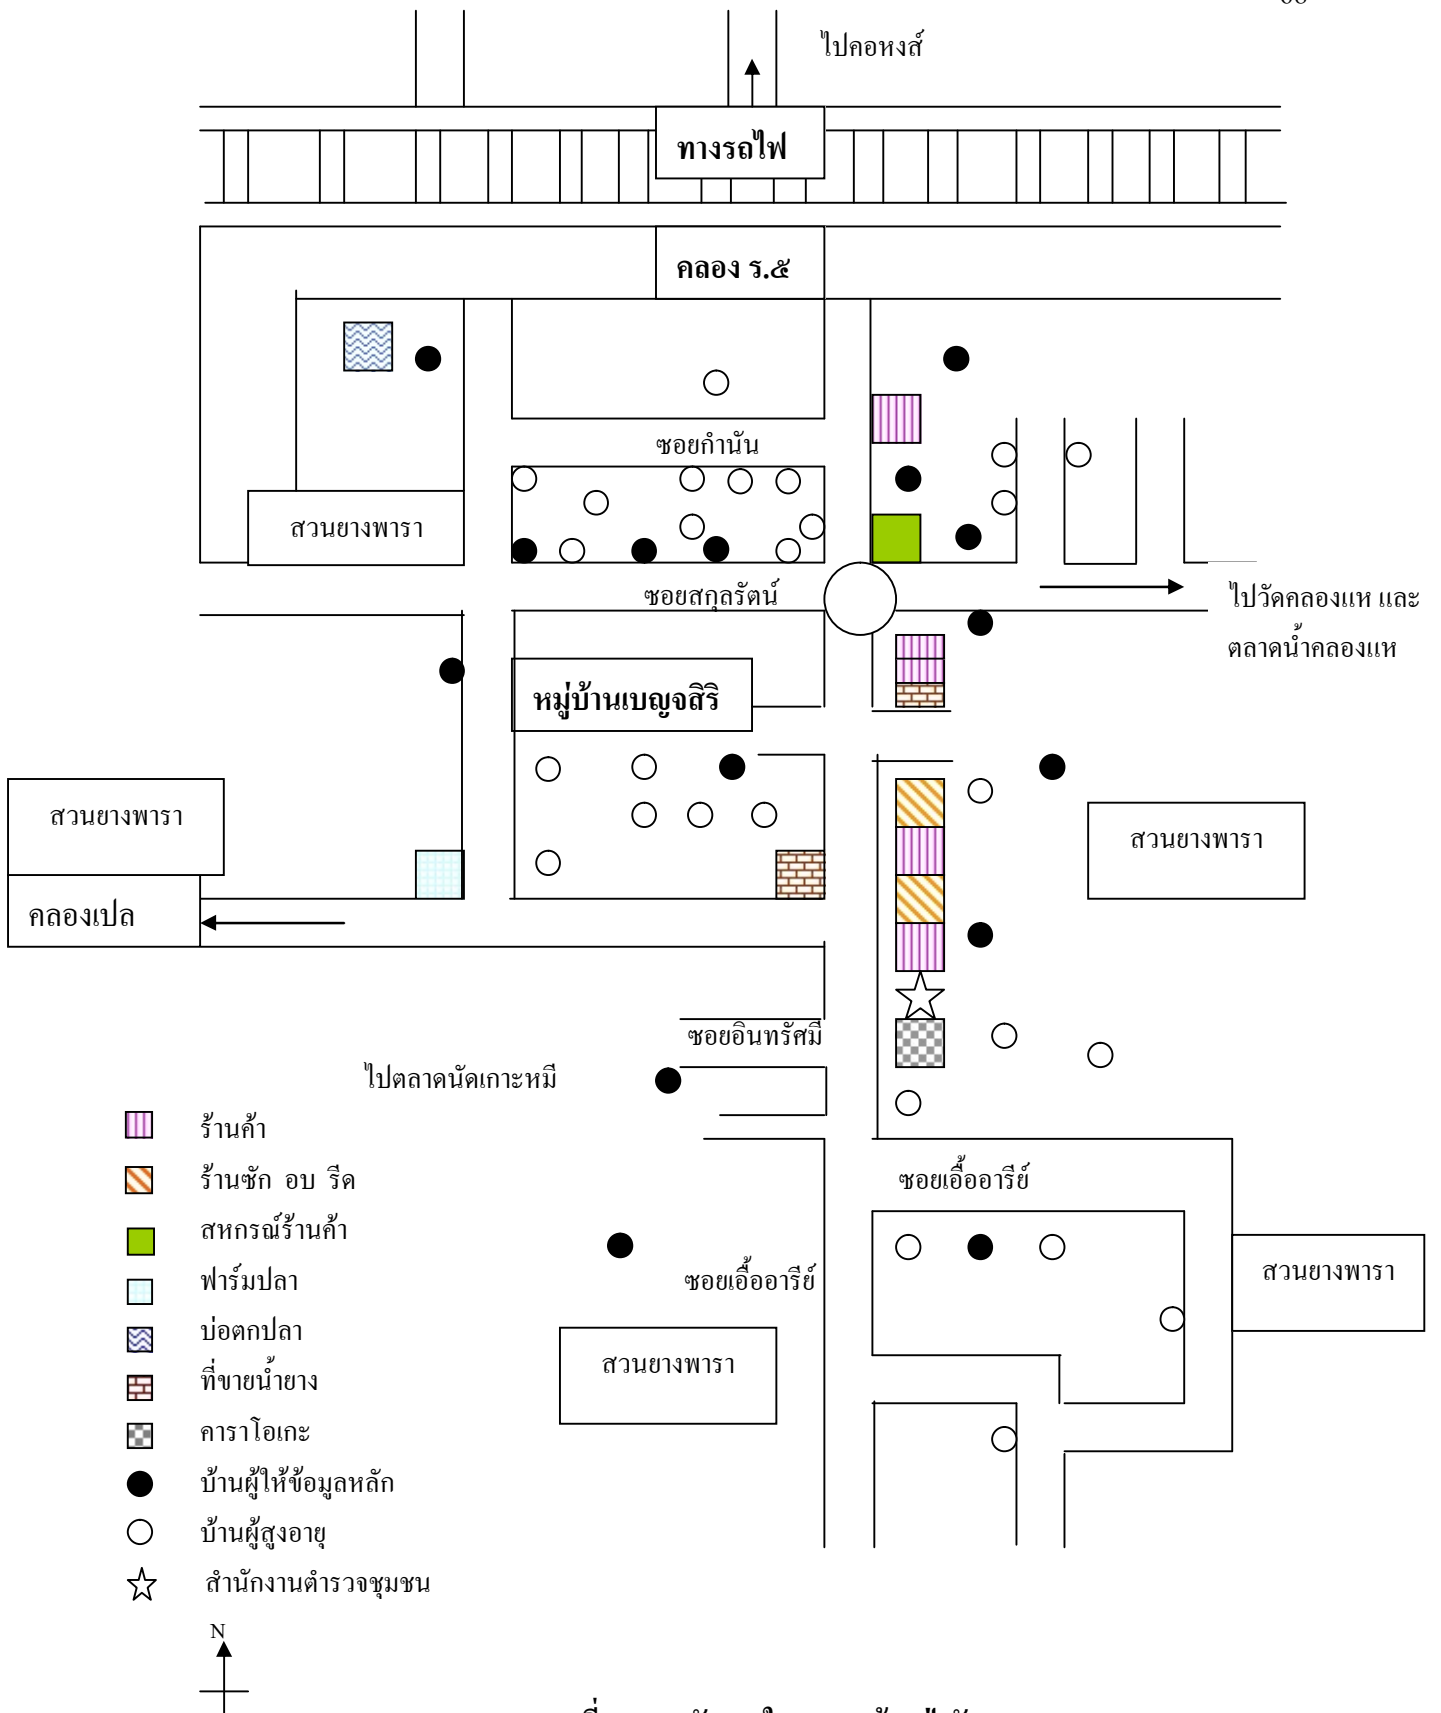 ไปคอหงส์
ทางรถไฟ
คลอง ร.๕
ซอยกำนัน
สวนยางพารา
ซอยสกุลรัตน์
ไปวัดคลองแห และ
ตลาดน้ำคลองแห
หมู่บ้านเบญจสิริ
สวนยางพารา
สวนยางพารา
คลองเปล
ซอยอินทรัศมี
ไปตลาดนัดเกาะหมี
ร้านค้า
ร้านซัก อบ รีด
สหกรณ์ร้านค้า
ฟาร์มปลา
บ่อตกปลา
ที่ขายน้ำยาง
คาราโอเกะ
บ้านผู้ให้ข้อมูลหลัก
บ้านผู้สูงอายุ
สำนักงานตำรวจชุมชน
ซอยเอื้ออารีย์
ซอยเอื้ออารีย์
สวนยางพารา
สวนยางพารา
N